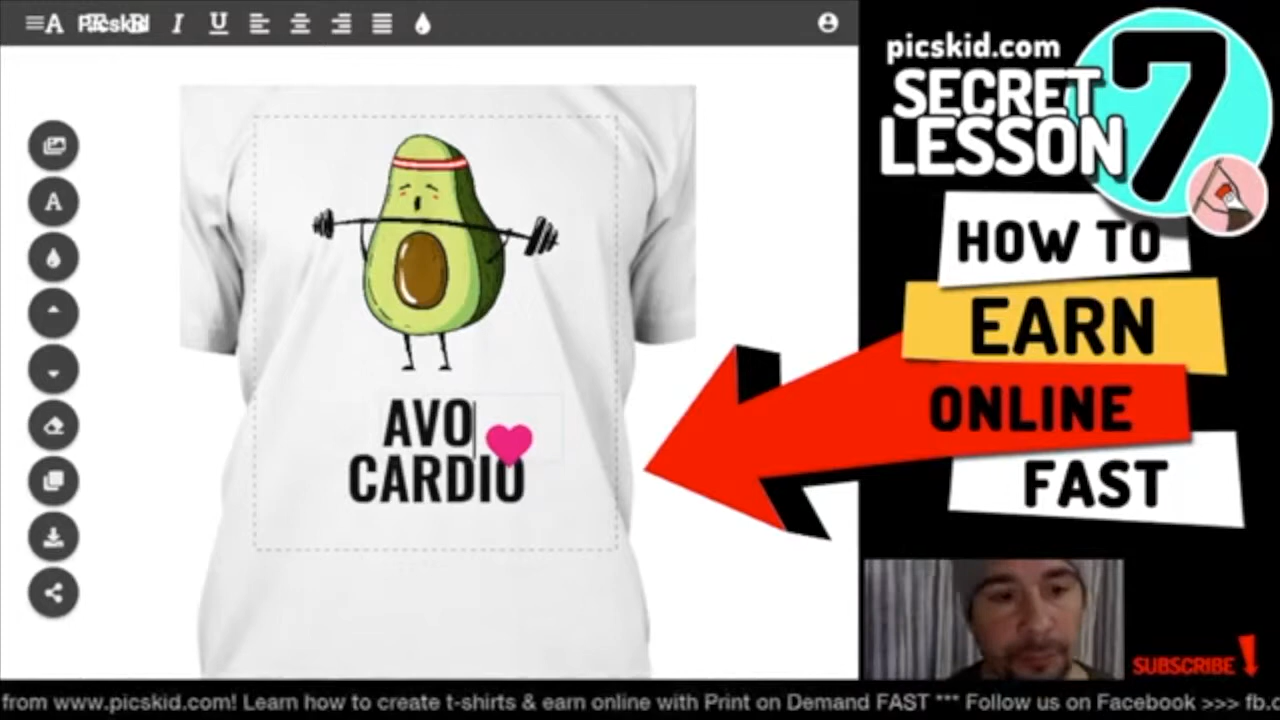 Picskid
A
B
I
U
A
AVO
CARDIO
picskid.com
SECRET
LESSON
7
HOW TO
EARN
ONLINE
FAST
SUBSCRIBE !
from www.picskid.com! Learn how to create t-shirts & earn online with Print on Demand FAST *** Follow us on Facebook >>> fb.c